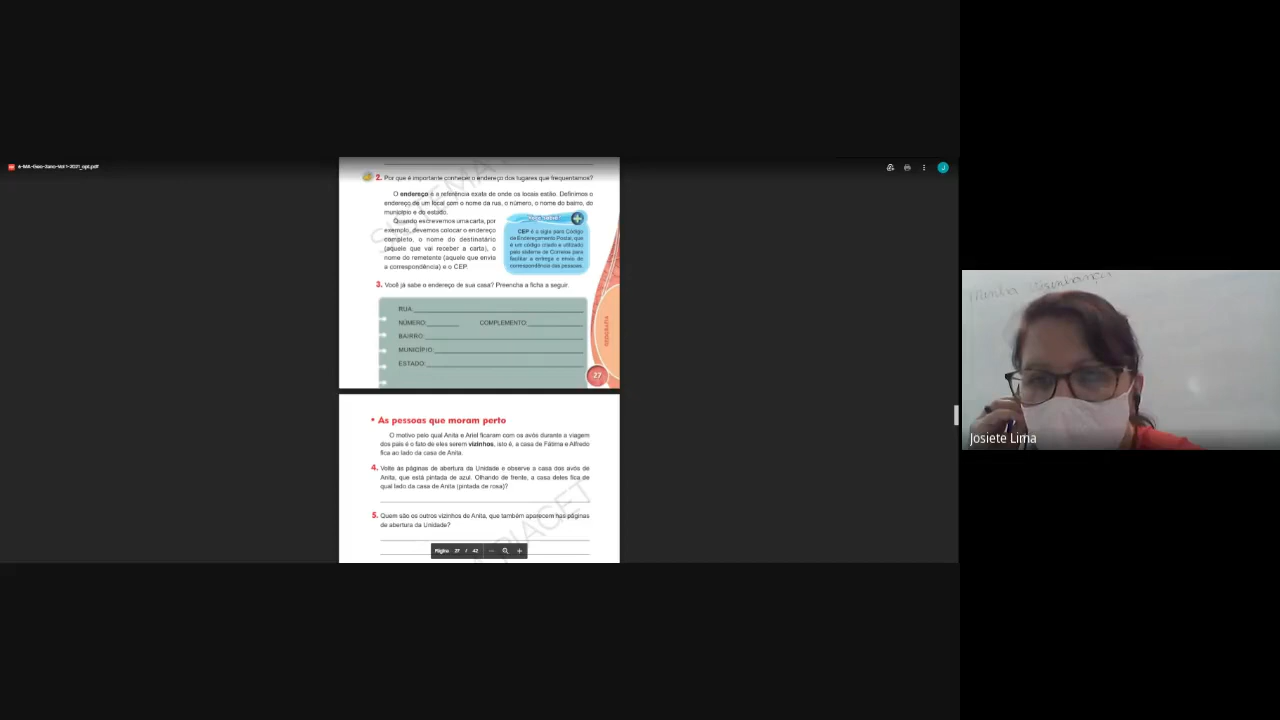 2. Por que é importante conhecer o endereço dos lugares que frequentamos?
O endereço é a referência exata de onde os locais estão. Definimos o
endereço de um local com o nome da rua, o número, o nome do bairro, do
município e do estado.
Quando escrevemos uma carta, por
exemplo, devemos colocar o endereço
completo, o nome do destinatário
(aquele que vai receber a carta), o
nome do remetente (aquele que envia
a correspondência) e o CEP.
CEP é a sigla para Código
de Endereçamento Postal, que
é um código criado e utilizado
pelo sistema de Correios para
facilitar a entrega e envio de
correspondência das pessoas.
3. Você já sabe o endereço de sua casa? Preencha a ficha a seguir.
RUA:
NÚMERO: COMPLEMENTO:
BAIRRO:
MUNICÍPIO:
ESTADO:
GEOGRAFIA
27
• As pessoas que moram perto
O motivo pelo qual Anita e Ariel ficaram com os avós durante a viagem
dos pais é o fato de eles serem vizinhos, isto é, a casa de Fátima e Alfredo
fica ao lado da casa de Anita.
4. Volte às páginas de abertura da Unidade e observe a casa dos avós de
Anita, que está pintada de azul. Olhando de frente, a casa deles fica de
qual lado da casa de Anita (pintada de rosa)?
5. Quem são os outros vizinhos de Anita, que também aparecem nas páginas
de abertura da Unidade?
Página 27 / 42
J
Minha vizinhança
Josiete Lima